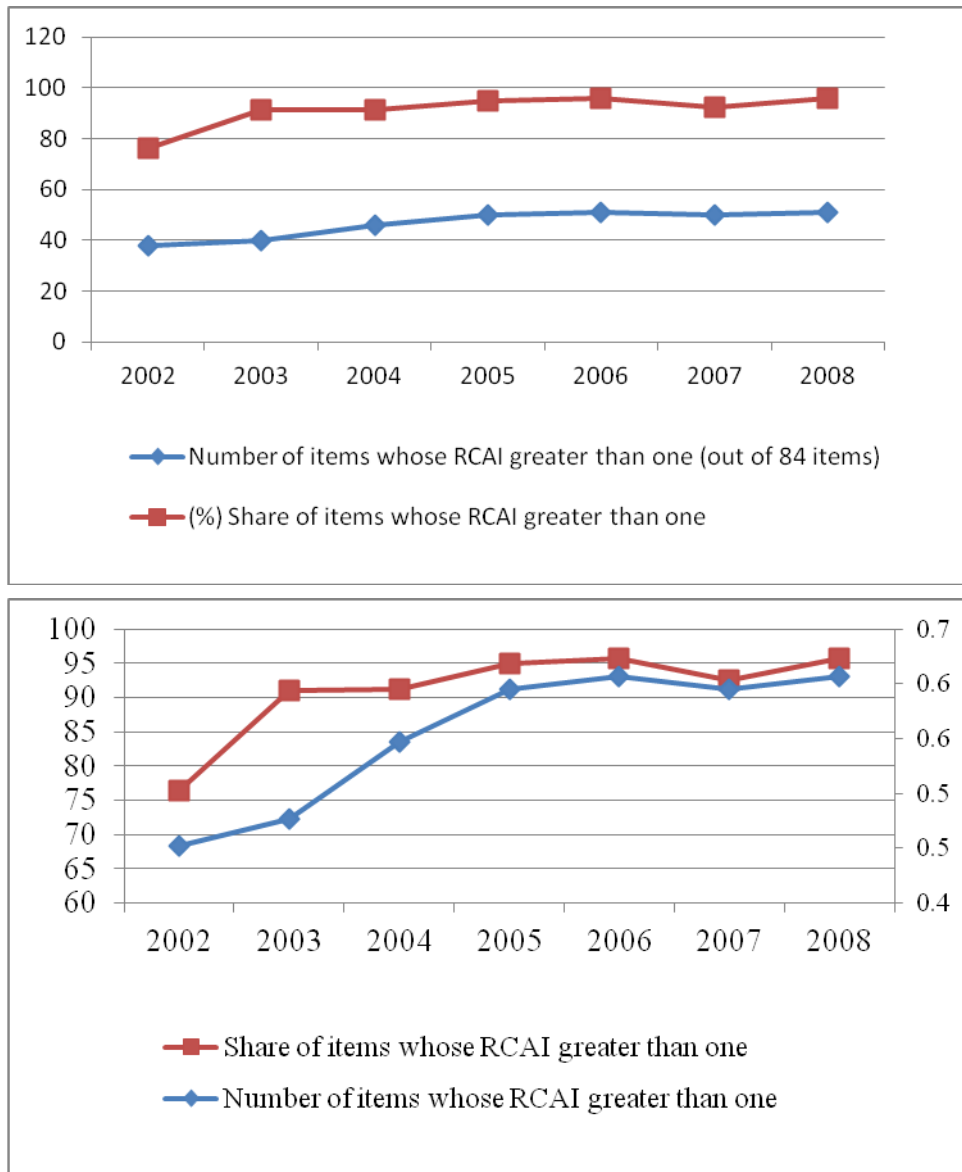 120
100
80
60
40
20
0
2002 2003 2004 2005 2006 2007 2008
Number of items whose RCAI greater than one (out of 84 items)
(%) Share of items whose RCAI greater than one
100 0.7
95
90 0.6
85
80 0.6
75 0.5
70
65 0.5
60 0.4
2002 2003 2004 2005 2006 2007 2008
Share of items whose RCAI greater than one
Number of items whose RCAI greater than one